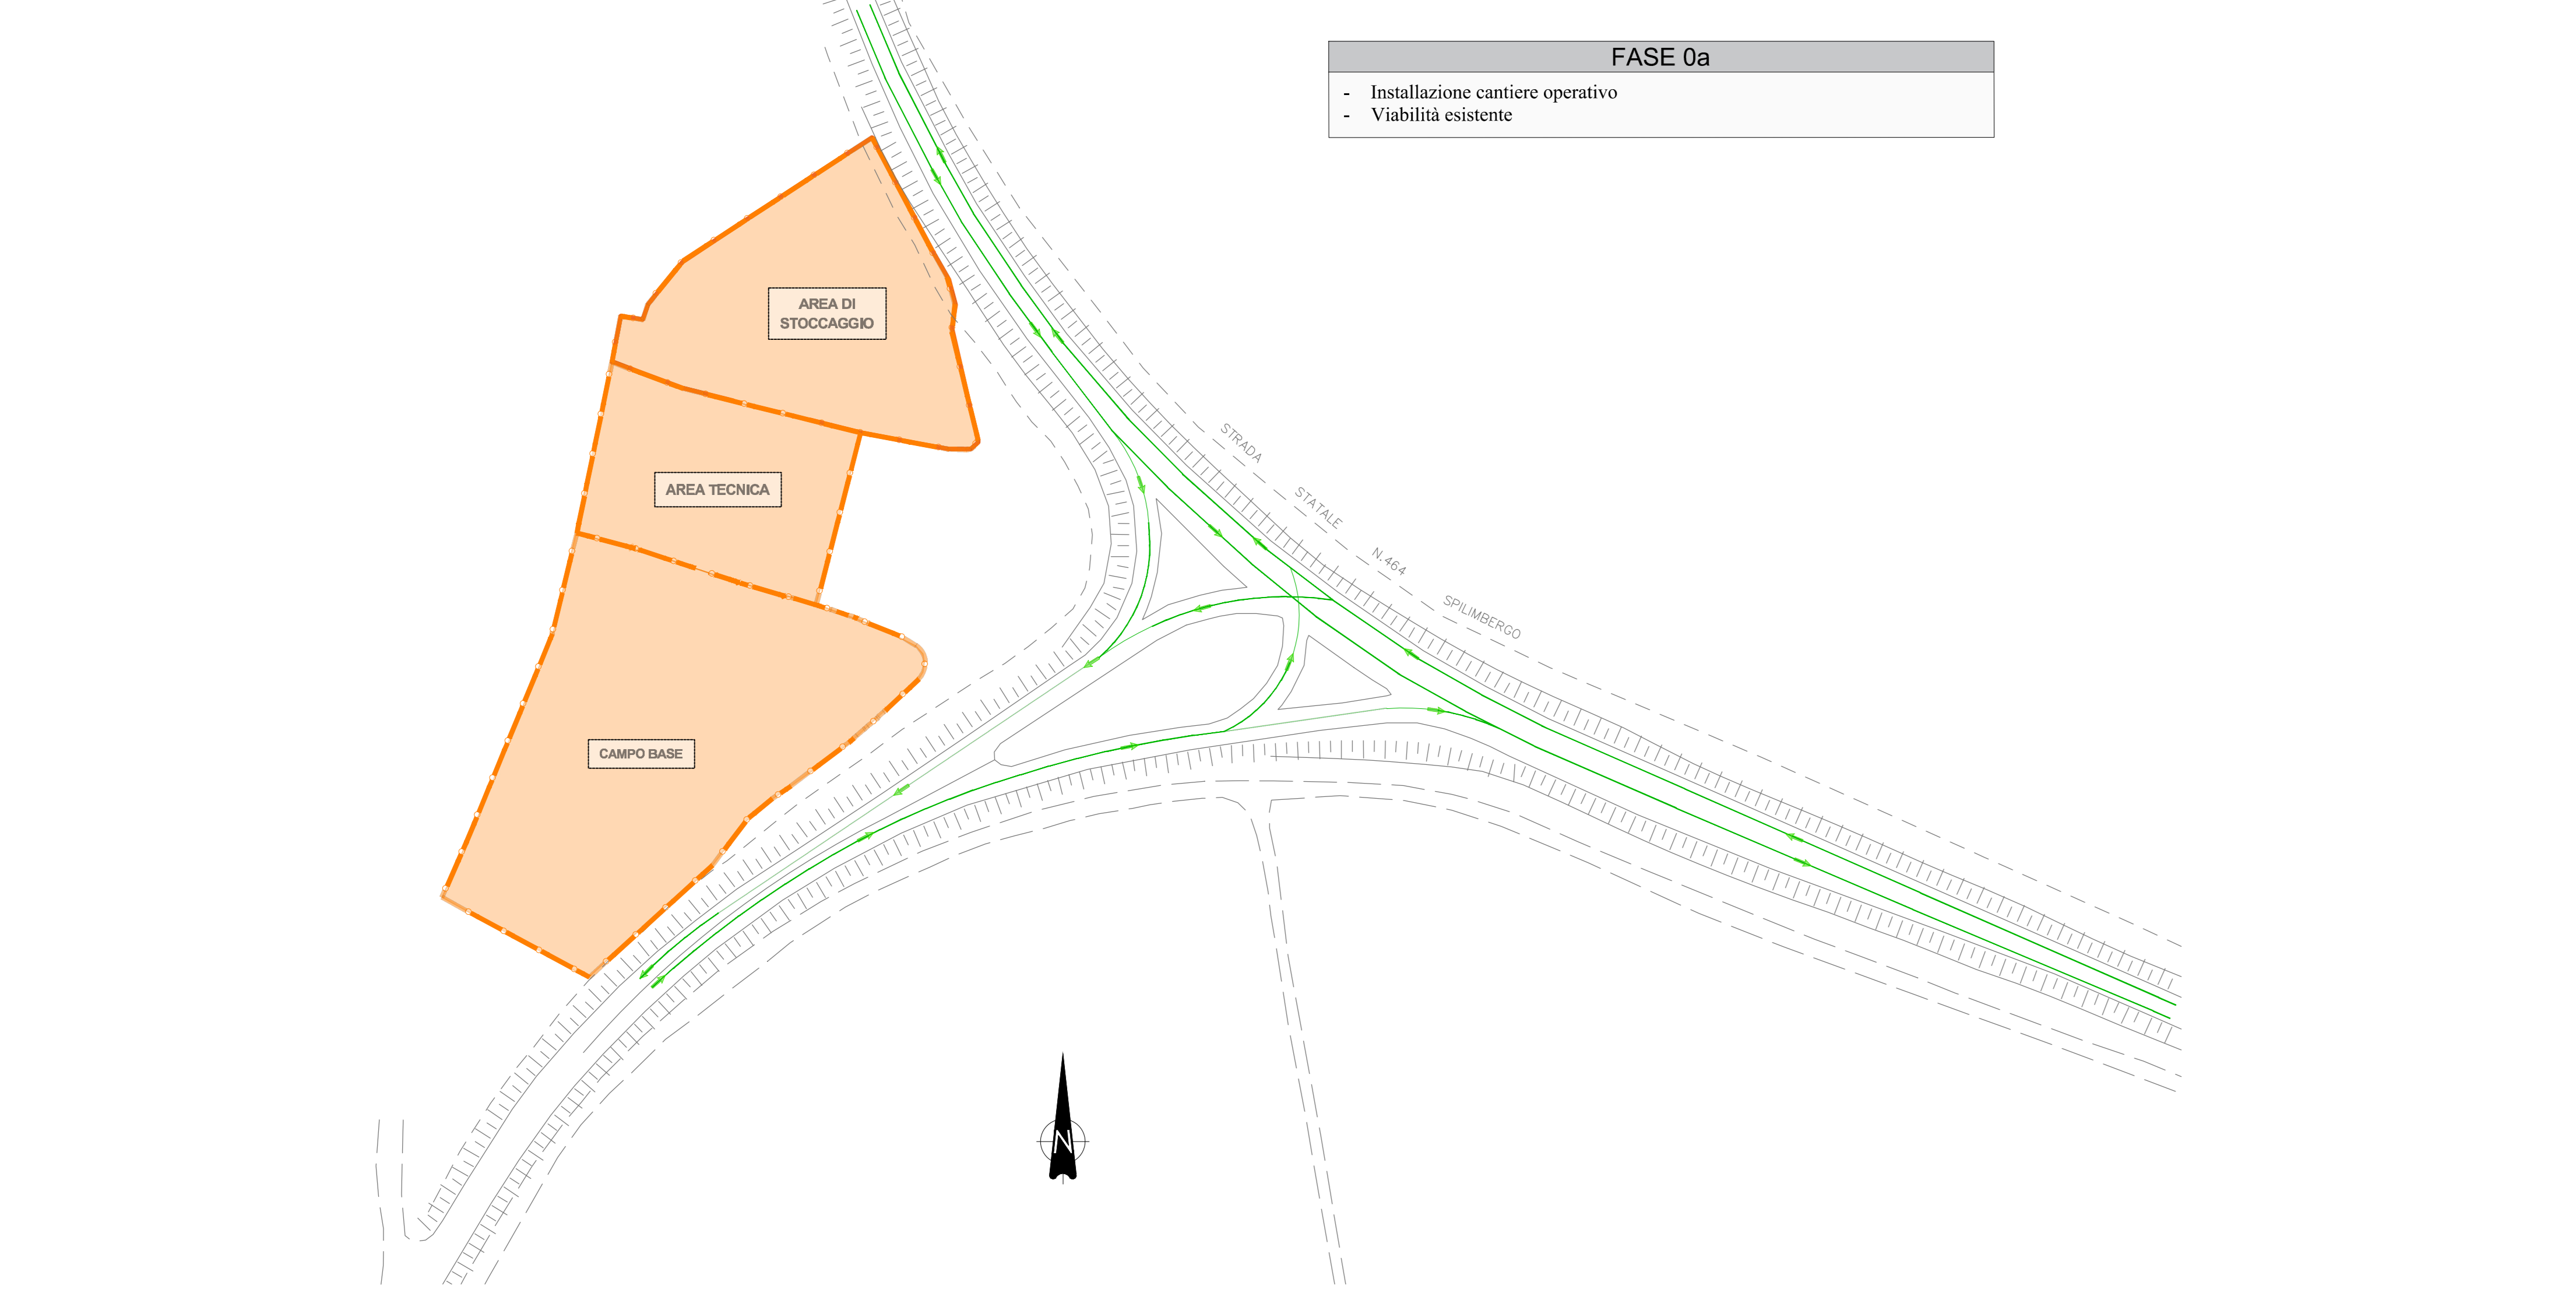 FASE 0a
- Installazione cantiere operativo
- Viabilità esistente
AREA DI
STOCCAGGIO
STRADA
STATALE
N.464
SPILIMBERGO
AREA TECNICA
CAMPO BASE
N